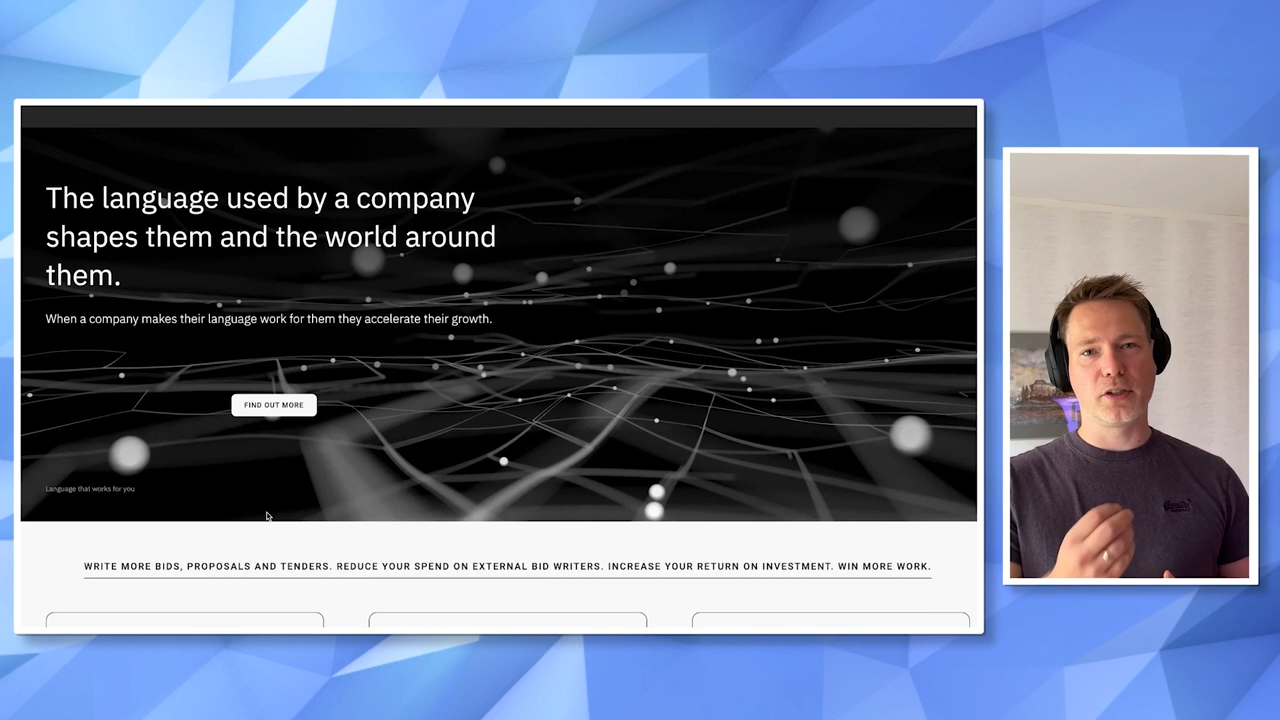 The language used by a company
shapes them and the world around
them.
When a company makes their language work for them they accelerate their growth.
FIND OUT MORE
Language that works for you
WRITE MORE BIDS, PROPOSALS AND TENDERS. REDUCE YOUR SPEND ON EXTERNAL BID WRITERS. INCREASE YOUR RETURN ON INVESTMENT. WIN MORE WORK.